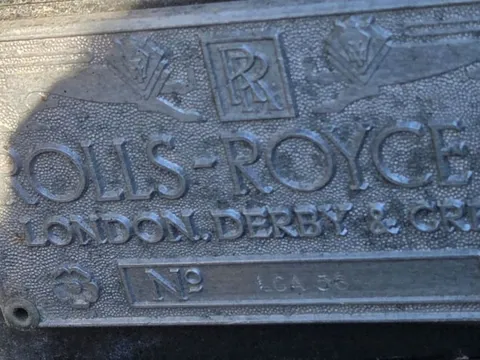 RR
ROLLS-ROYCE
LONDON, DERBY & CRE
Nº